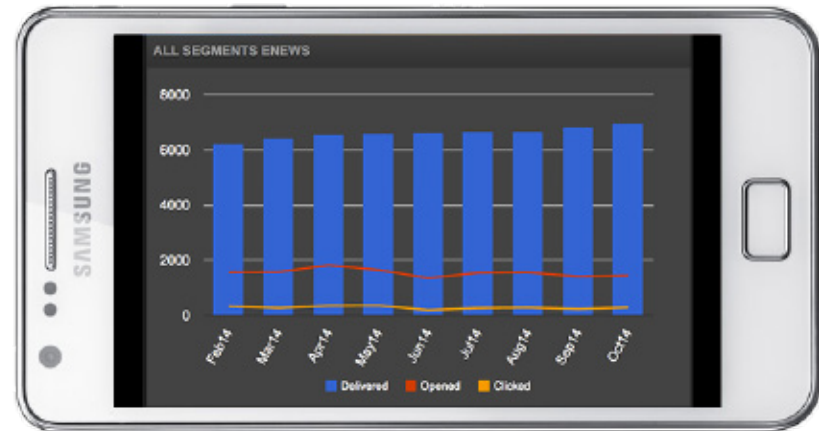 SAMSUNG
ALL SEGMENTS ENEWS
8000
6000
4000
2000
0
Feb14
Mar14
Apr14
May14
Jun14
Jul14
Aug14
Sep14
Oct14
Delivered
Opened
Clicked